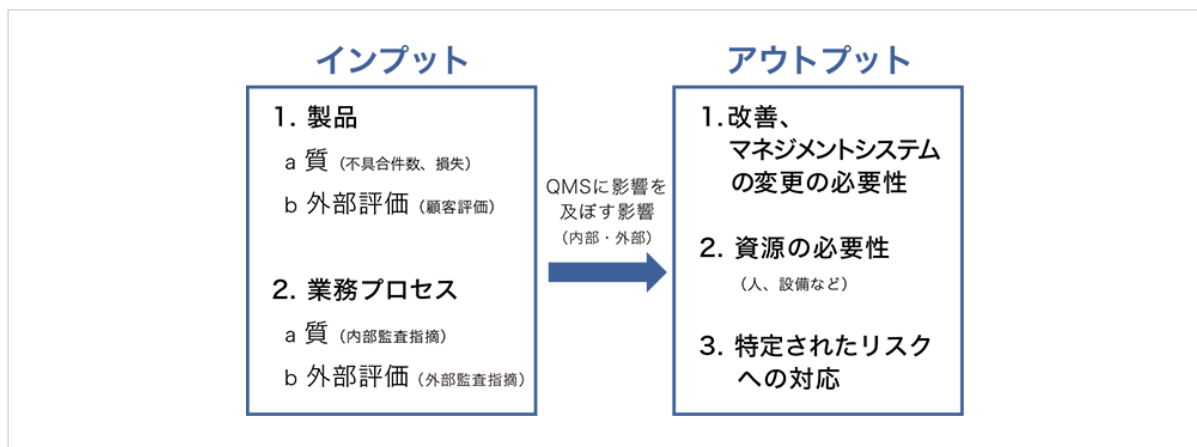 インプット
1. 製品
a 質（不具合件数、損失）
b 外部評価（顧客評価）
2. 業務プロセス
a 質（内部監査指摘）
b 外部評価（外部監査指摘）
QMSに影響を
及ぼす影響
（内部・外部）
アウトプット
1.改善、
マネジメントシステム
の変更の必要性
2. 資源の必要性
（人、設備など）
3. 特定されたリスク
への対応